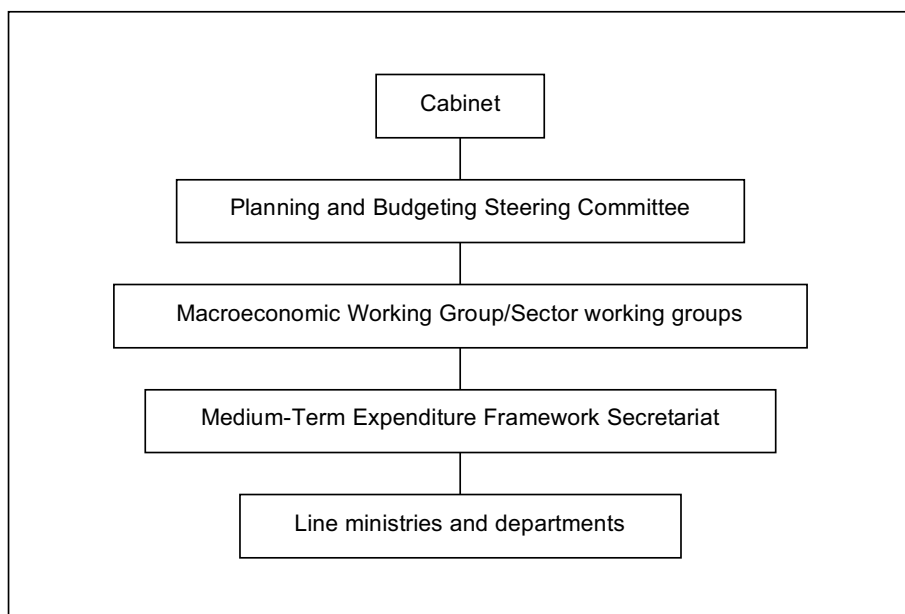 Cabinet
Planning and Budgeting Steering Committee
Macroeconomic Working Group/Sector working groups
Medium-Term Expenditure Framework Secretariat
Line ministries and departments